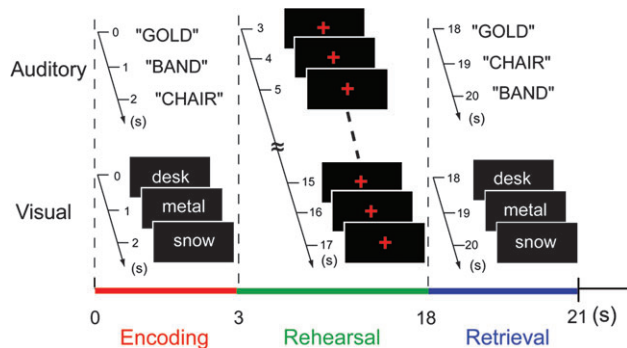 Auditory
0 "GOLD"
1 "BAND"
2 "CHAIR"
(s)
3
4
5
≈
15
16
17
(s)
18 "GOLD"
19 "CHAIR"
20 "BAND"
(s)
Visual
0 desk
1 metal
2 snow
(s)
18 desk
19 metal
20 snow
(s)
0 3 18 21 (s)
Encoding Rehearsal Retrieval